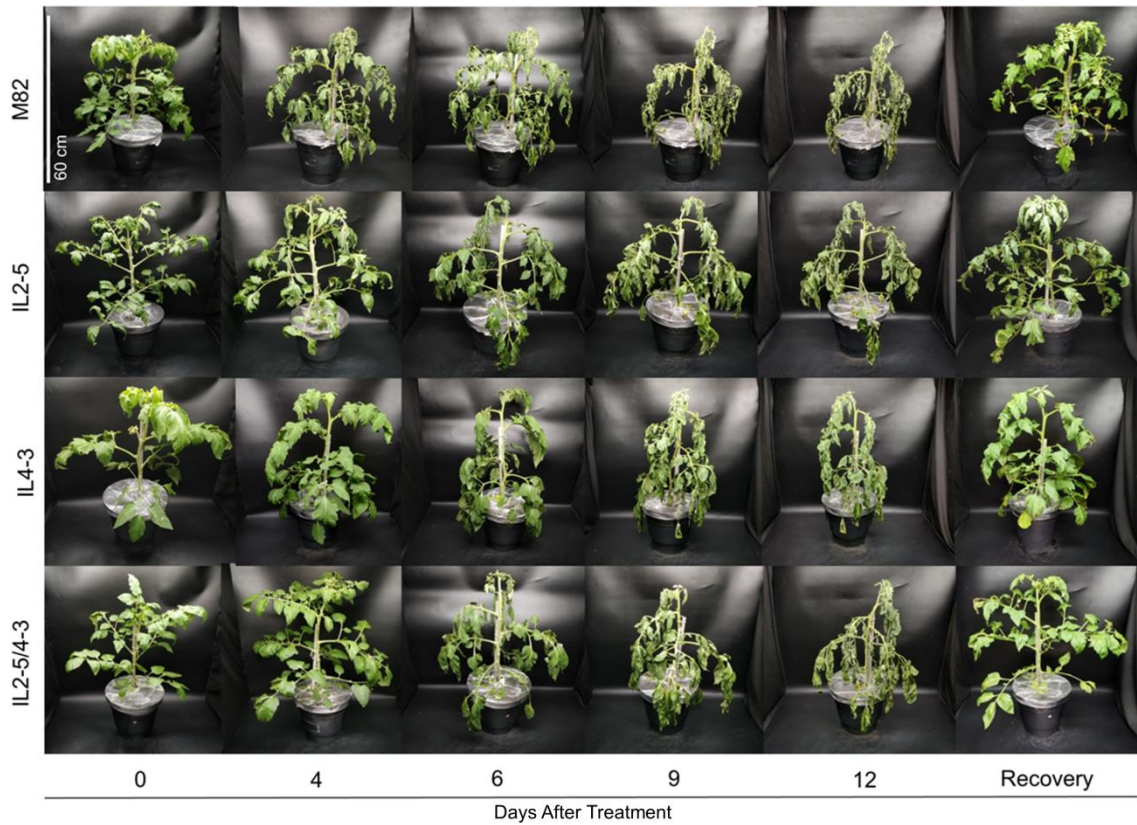 M82
60 cm
IL2-5
IL4-3
IL2-5/4-3
0 4 6 9 12 Recovery
Days After Treatment